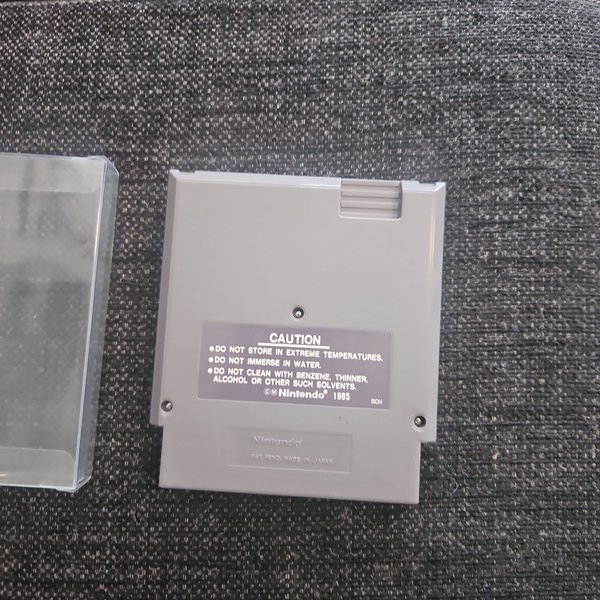 CAUTION
●DO NOT STORE IN EXTREME TEMPERATURES.
●DO NOT IMMERSE IN WATER.
●DO NOT CLEAN WITH BENZENE, THINNER,
ALCOHOL OR OTHER SUCH SOLVENTS.
©M Nintendo® 1985
SCN
Nintendo
PAT. PEND. MADE IN JAPAN